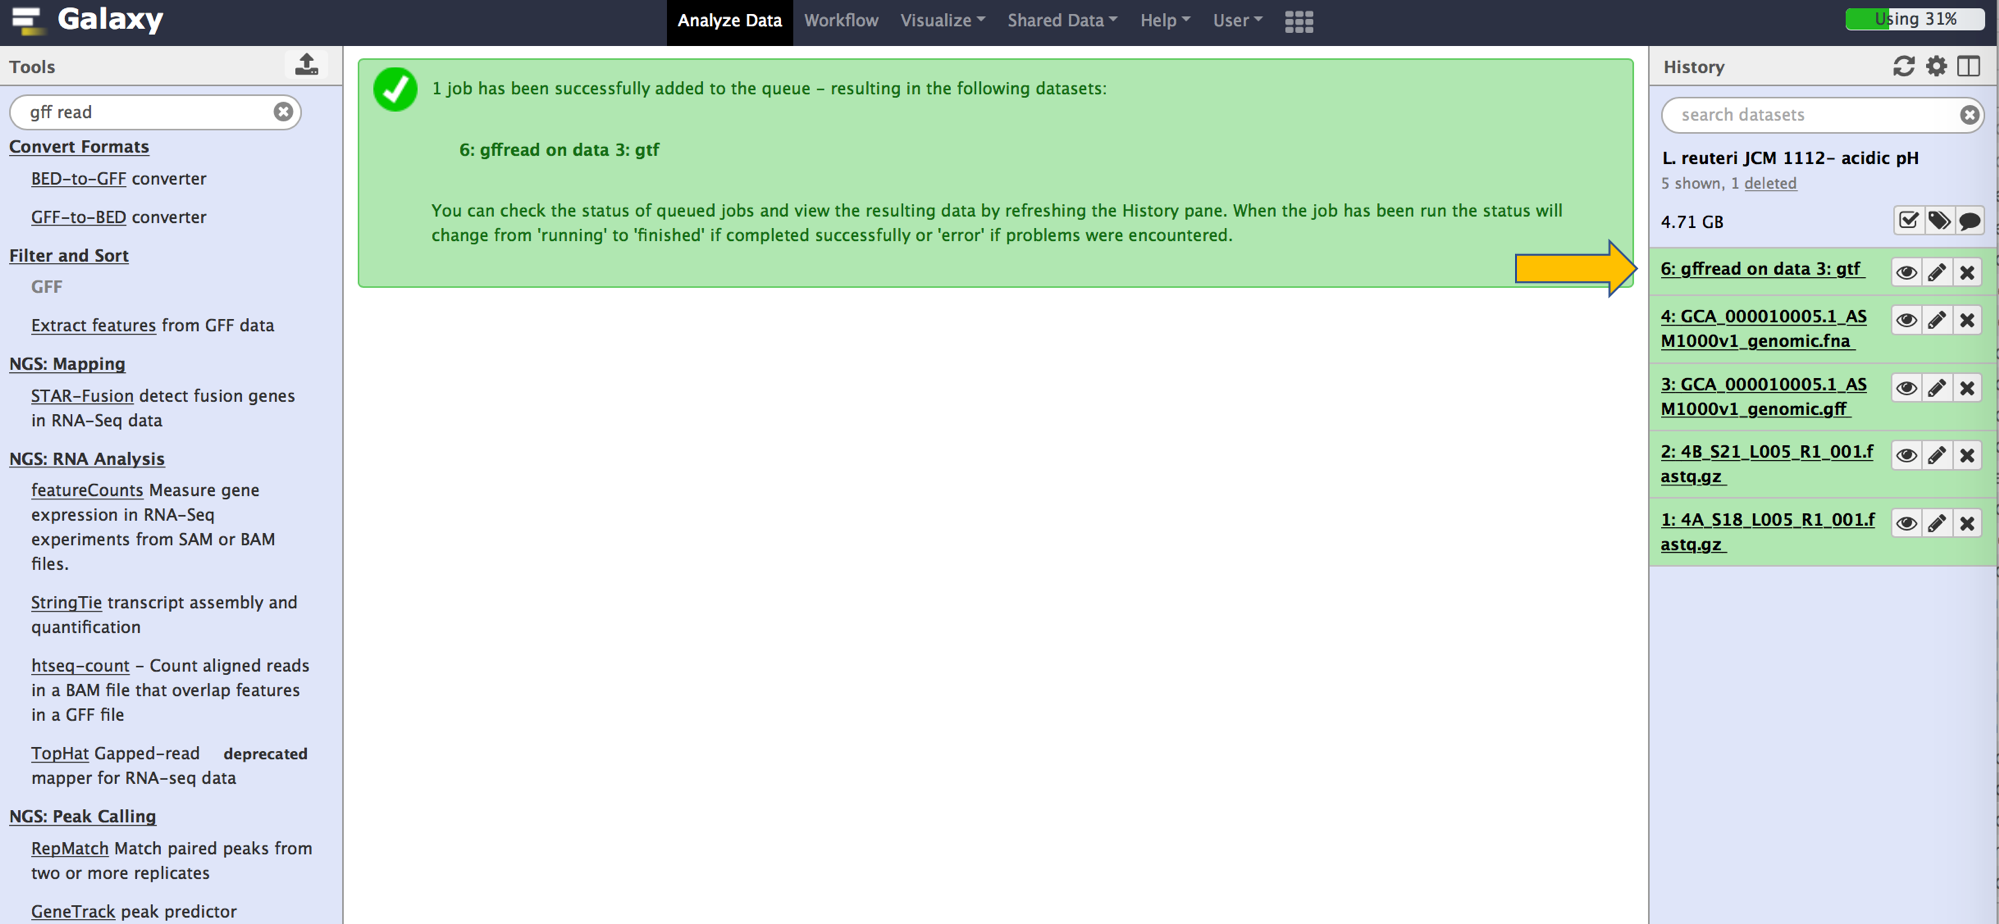 Galaxy
Analyze Data
Workflow
Visualize
Shared Data
Help
User
Using 31%
Tools
gff read
Convert Formats
BED-to-GFF converter
GFF-to-BED converter
Filter and Sort
GFF
Extract features from GFF data
NGS: Mapping
STAR-Fusion detect fusion genes
in RNA-Seq data
NGS: RNA Analysis
featureCounts Measure gene
expression in RNA-Seq
experiments from SAM or BAM
files.
StringTie transcript assembly and
quantification
htseq-count - Count aligned reads
in a BAM file that overlap features
in a GFF file
TopHat Gapped-read deprecated
mapper for RNA-seq data
NGS: Peak Calling
RepMatch Match paired peaks from
two or more replicates
GeneTrack peak predictor
1 job has been successfully added to the queue - resulting in the following datasets:
6: gffread on data 3: gtf
You can check the status of queued jobs and view the resulting data by refreshing the History pane. When the job has been run the status will
change from 'running' to 'finished' if completed successfully or 'error' if problems were encountered.
History
search datasets
L. reuteri JCM 1112- acidic pH
5 shown, 1 deleted
4.71 GB
6: gffread on data 3: gtf
4: GCA_000010005.1_AS
M1000v1_genomic.fna
3: GCA_000010005.1_AS
M1000v1_genomic.gff
2: 4B_S21_L005_R1_001.f
astq.gz
1: 4A_S18_L005_R1_001.f
astq.gz